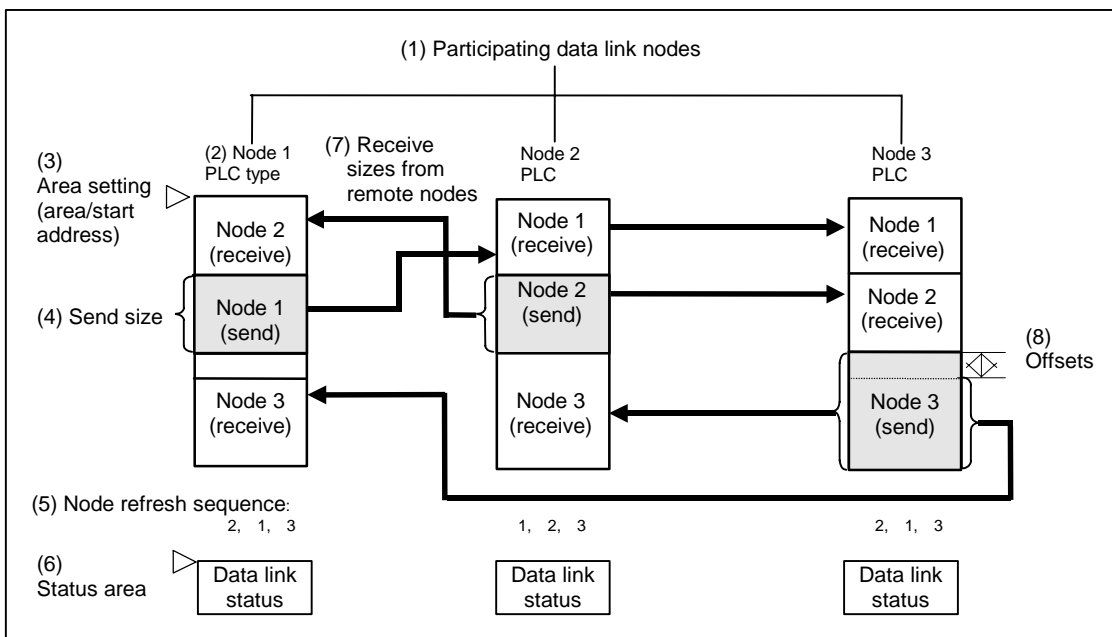 (1) Participating data link nodes
(3)
Area setting
(area/start
address)
(2) Node 1
PLC type
(7) Receive
sizes from
remote nodes
Node 2
PLC
Node 3
PLC
Node 2
(receive)
Node 1
(receive)
Node 1
(receive)
(4) Send size
Node 1
(send)
Node 2
(send)
Node 2
(receive)
(8)
Offsets
Node 3
(receive)
Node 3
(receive)
Node 3
(send)
(5) Node refresh sequence:
2, 1, 3
1, 2, 3
2, 1, 3
(6)
Status area
Data link
status
Data link
status
Data link
status